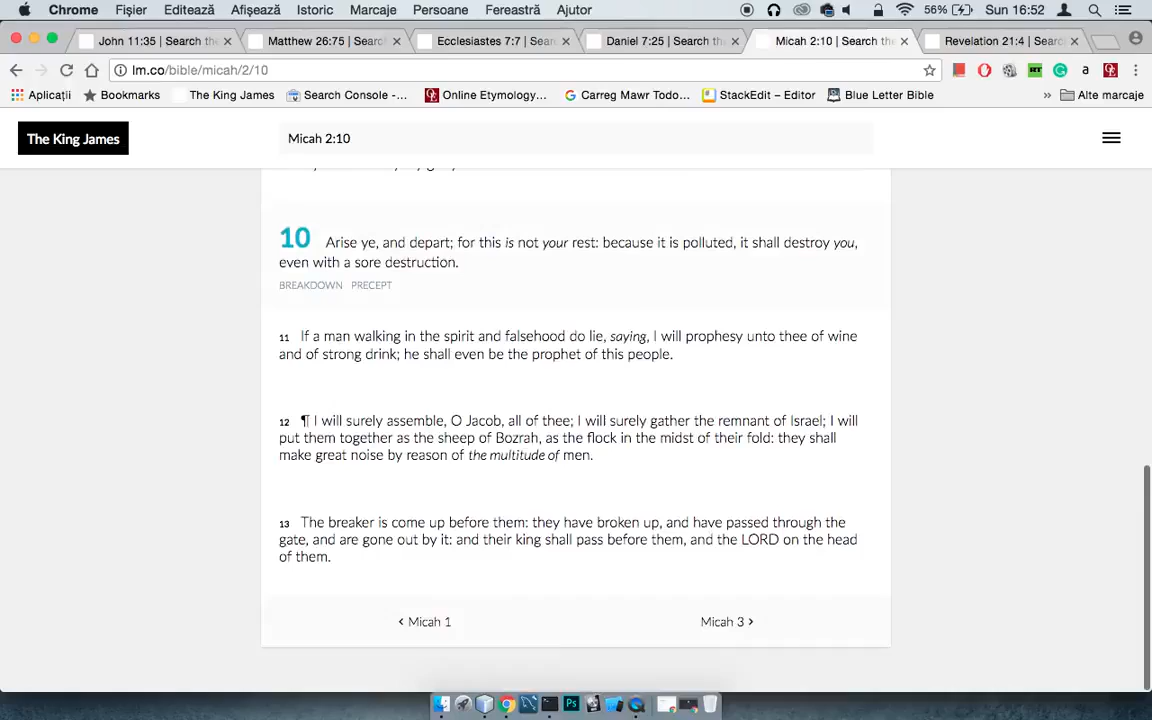 Chrome Fișier Editează Afișează Istoric Marcaje Persoane Fereastră Ajutor 56% Sun 16:52
John 11:35 | Search the Matthew 26:75 | Searc Ecclesiastes 7:7 | Sear Daniel 7:25 | Search th Micah 2:10 | Search the Revelation 21:4 | Searc
lm.co/bible/micah/2/10
Aplicații Bookmarks The King James Search Console -... Online Etymology... Carreg Mawr Todo... StackEdit – Editor Blue Letter Bible » Alte marcaje
The King James Micah 2:10
10 Arise ye, and depart; for this is not your rest: because it is polluted, it shall destroy you,
even with a sore destruction.
BREAKDOWN PRECEPT
11 If a man walking in the spirit and falsehood do lie, saying, I will prophesy unto thee of wine
and of strong drink; he shall even be the prophet of this people.
12 ¶ I will surely assemble, O Jacob, all of thee; I will surely gather the remnant of Israel; I will
put them together as the sheep of Bozrah, as the flock in the midst of their fold: they shall
make great noise by reason of the multitude of men.
13 The breaker is come up before them: they have broken up, and have passed through the
gate, and are gone out by it: and their king shall pass before them, and the LORD on the head
of them.
‹ Micah 1 Micah 3 ›